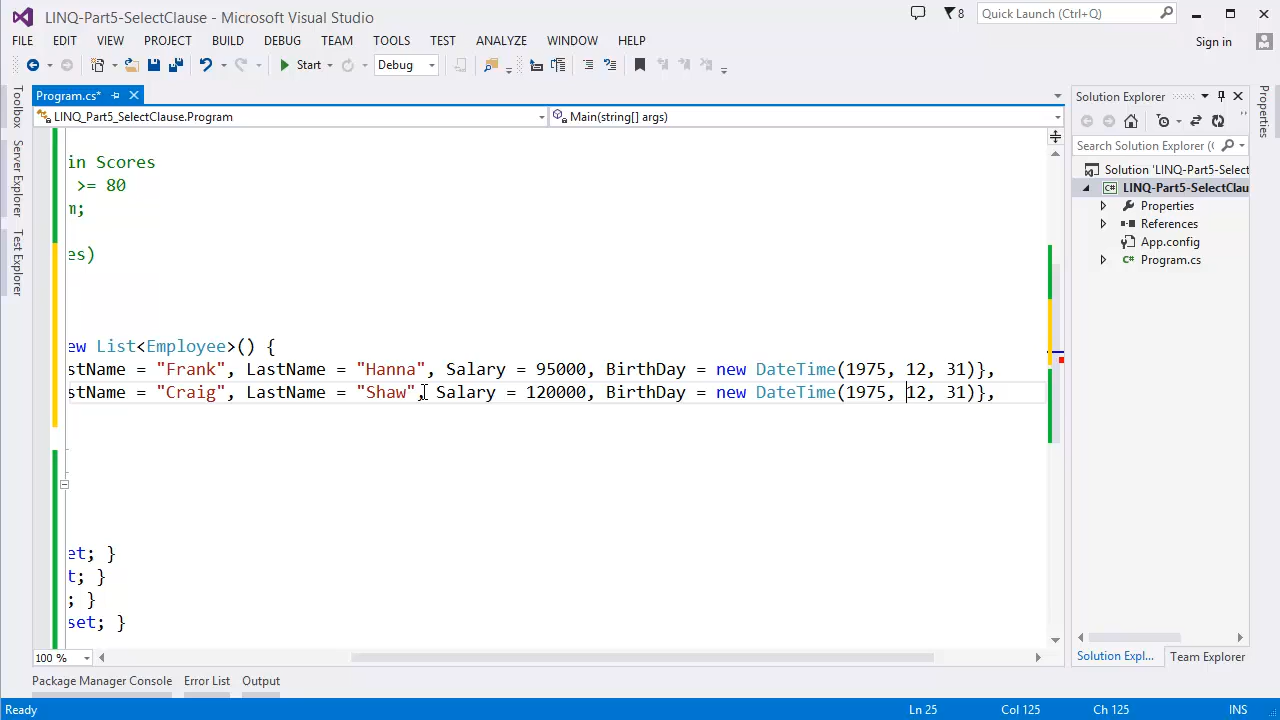 LINQ-Part5-SelectClause - Microsoft Visual Studio
8
Quick Launch (Ctrl+Q)
FILE EDIT VIEW PROJECT BUILD DEBUG TEAM TOOLS TEST ANALYZE WINDOW HELP
Sign in
Start Debug
Toolbox
Server Explorer
Test Explorer
Program.cs*
LINQ_Part5_SelectClause.Program
Main(string[] args)
in Scores
>= 80
m;
es)
ew List<Employee>() {
stName = "Frank", LastName = "Hanna", Salary = 95000, BirthDay = new DateTime(1975, 12, 31)},
stName = "Craig", LastName = "Shaw", Salary = 120000, BirthDay = new DateTime(1975, 12, 31)},
et; }
t; }
; }
set; }
100 %
Solution Explorer
Search Solution Explorer (
Solution 'LINQ-Part5-Select
LINQ-Part5-SelectClau
Properties
References
App.config
Program.cs
Solution Expl...
Team Explorer
Properties
Package Manager Console Error List Output
Ready
Ln 25 Col 125 Ch 125 INS